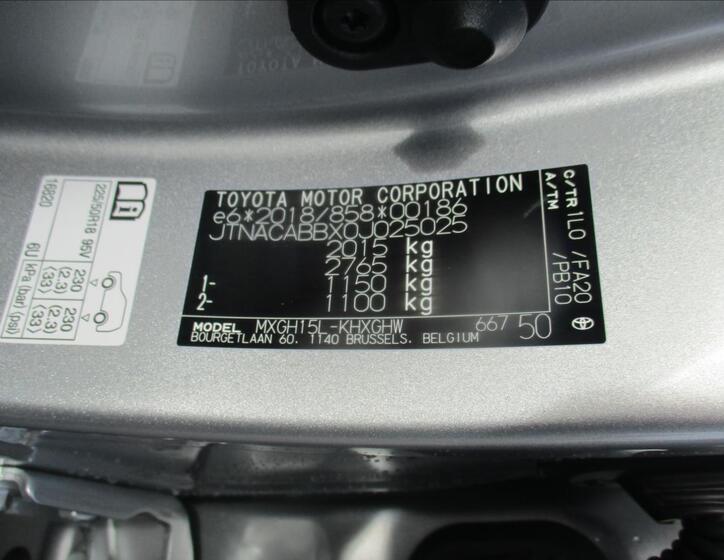 TOYOTA MOTOR CORPORATION
e6*2018/858*00186
JTNACABBX0J025025
2015 kg
2765 kg
1- 1150 kg
2- 1100 kg
MODEL MXGH15L-KHXGHW 667 50
BOURGETLAAN 60. 1140 BRUSSELS. BELGIUM
C/TR 1L0 /FA20
A/TM /PB10
i
225/50R18 95V 230 (2.3) (33) 230 (2.3) (33)
16820 6U kPa (bar) (psi)